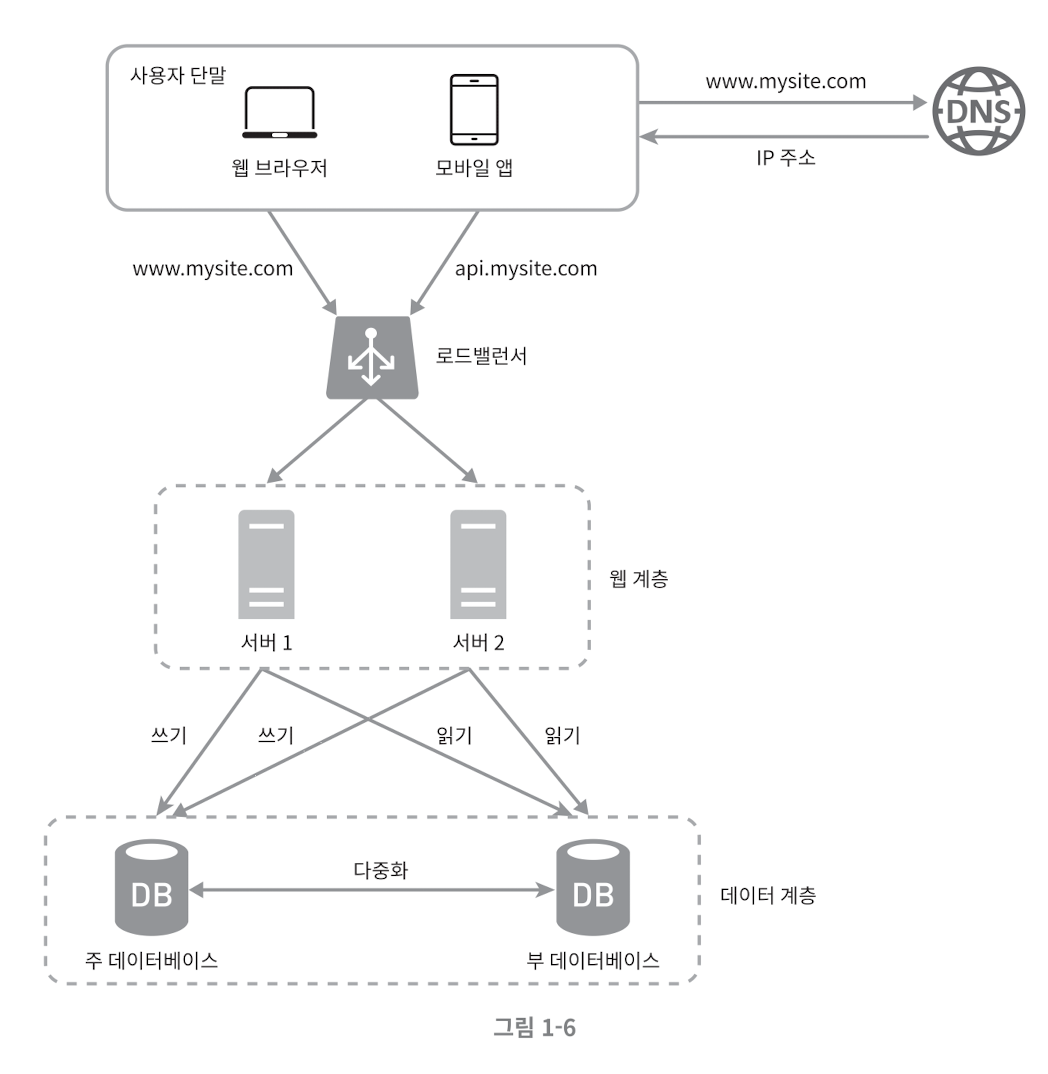 사용자 단말
웹 브라우저
모바일 앱
www.mysite.com
DNS
IP 주소
www.mysite.com
api.mysite.com
로드밸런서
서버 1
서버 2
웹 계층
쓰기
쓰기
읽기
읽기
다중화
DB
DB
데이터 계층
주 데이터베이스
부 데이터베이스
그림 1-6